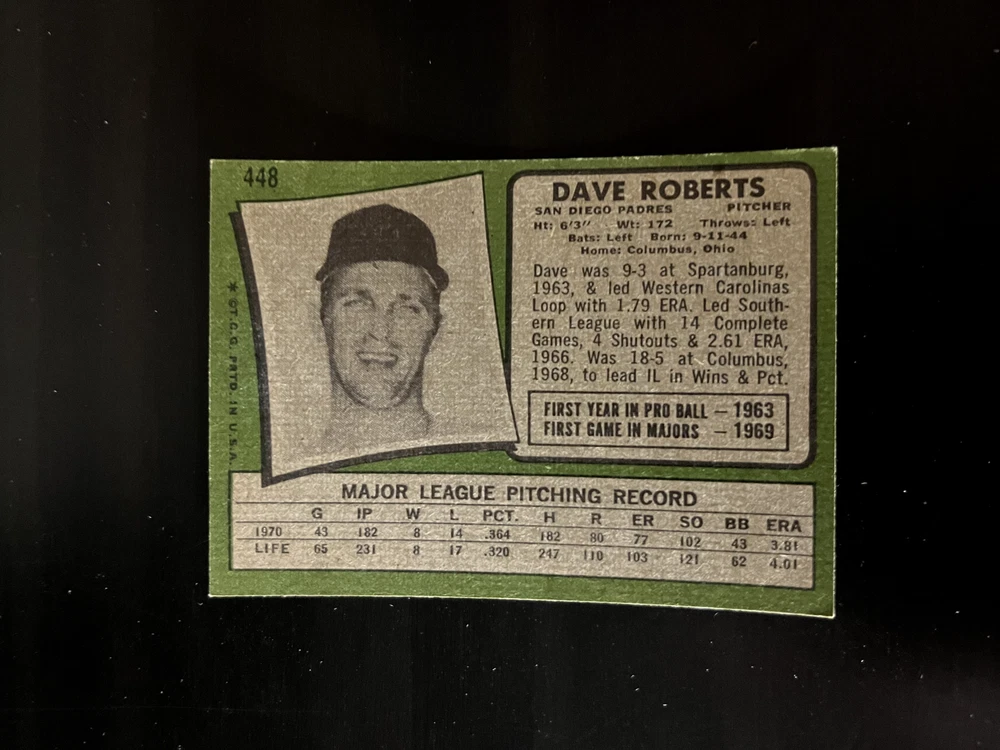 448
DAVE ROBERTS
SAN DIEGO PADRES PITCHER
Ht: 6'3" Wt: 172 Throws: Left
Bats: Left Born: 9-11-44
Home: Columbus, Ohio
Dave was 9-3 at Spartanburg,
1963, & led Western Carolinas
Loop with 1.79 ERA. Led South-
ern League with 14 Complete
Games, 4 Shutouts & 2.61 ERA,
1966. Was 18-5 at Columbus,
1968, to lead IL in Wins & Pct.
FIRST YEAR IN PRO BALL — 1963
FIRST GAME IN MAJORS — 1969
* ©T.C.G. PRTD. IN U.S.A.
MAJOR LEAGUE PITCHING RECORD
G IP W L PCT. H R ER SO BB ERA
1970 43 182 8 14 .364 182 80 77 102 43 3.81
LIFE 65 231 8 17 .320 247 110 103 121 62 4.01